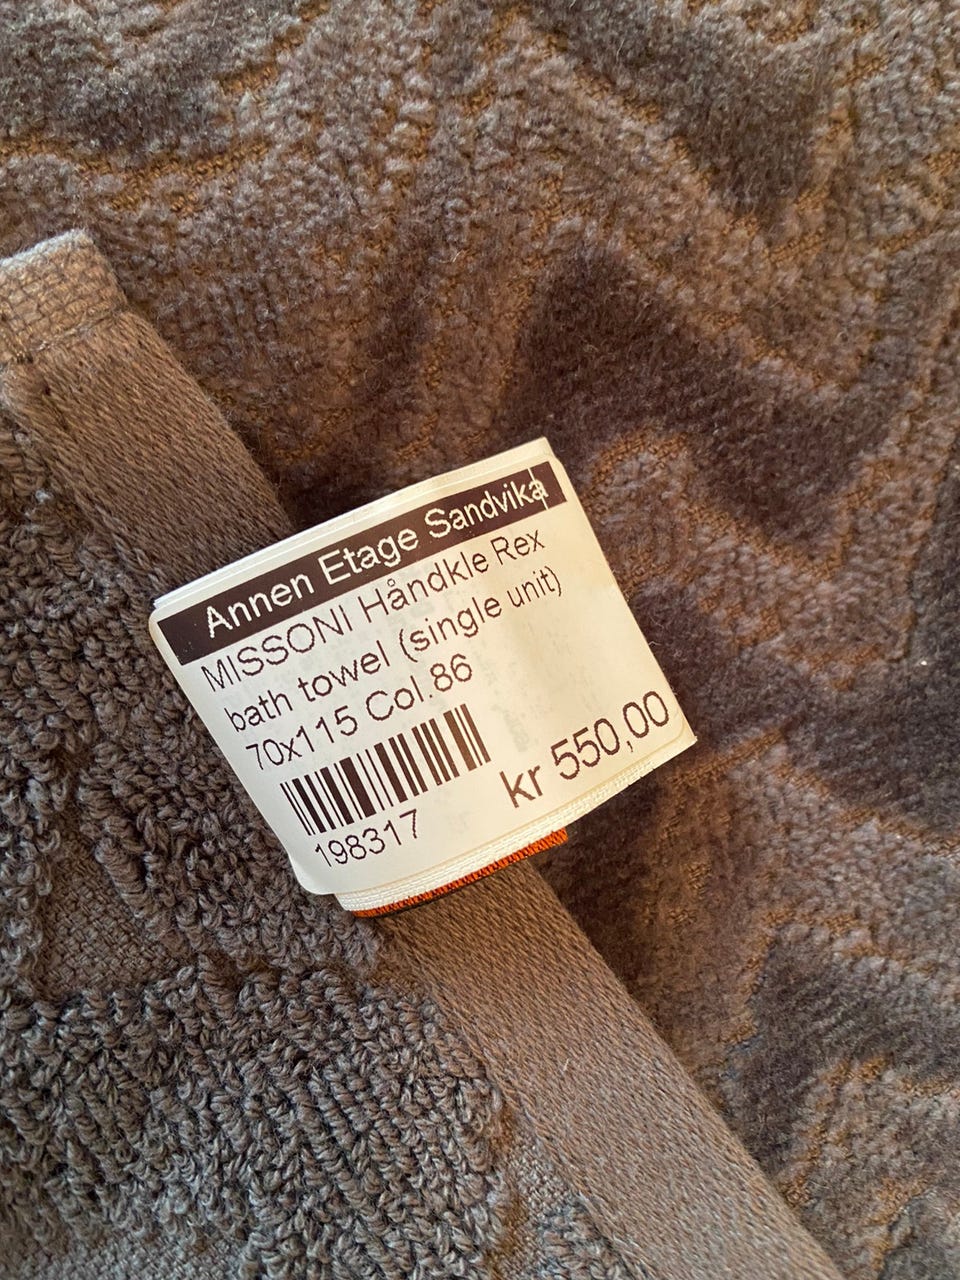 Annen Etage Sandvika
MISSONI Håndkle Rex
bath towel (single unit)
70x115 Col.86
198317
kr 550,00